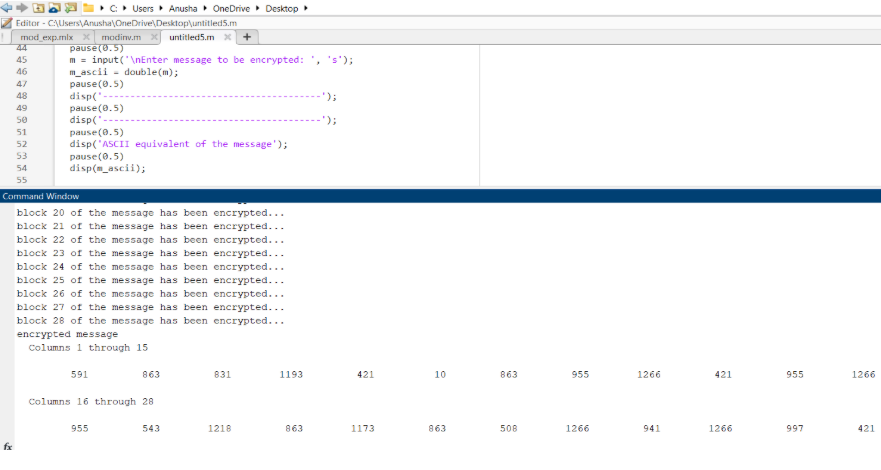 C: Users Anusha OneDrive Desktop
Editor - C:\Users\Anusha\OneDrive\Desktop\untitled5.m
mod_exp.mlx modinv.m untitled5.m +
44 pause(0.5)
45 m = input('\nEnter message to be encrypted: ', 's');
46 m_ascii = double(m);
47 pause(0.5)
48 disp('----------------------------------------');
49 pause(0.5)
50 disp('----------------------------------------');
51 pause(0.5)
52 disp('ASCII equivalent of the message');
53 pause(0.5)
54 disp(m_ascii);
55
Command Window
block 20 of the message has been encrypted...
block 21 of the message has been encrypted...
block 22 of the message has been encrypted...
block 23 of the message has been encrypted...
block 24 of the message has been encrypted...
block 25 of the message has been encrypted...
block 26 of the message has been encrypted...
block 27 of the message has been encrypted...
block 28 of the message has been encrypted...
encrypted message
Columns 1 through 15
591 863 831 1193 421 10 863 955 1266 421 955 1266
Columns 16 through 28
955 543 1218 863 1173 863 508 1266 941 1266 997 421
fx